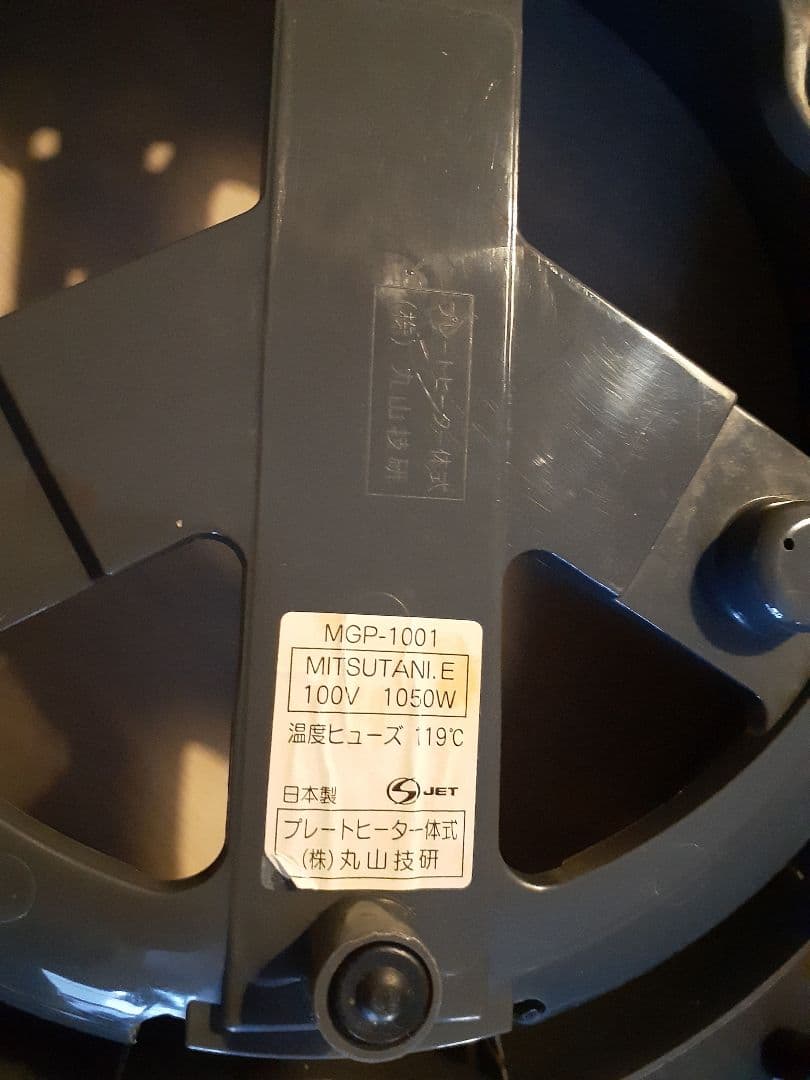 プレートヒーター体式
(株)丸山技研
MGP-1001
MITSUTANI.E
100V 1050W
温度ヒューズ 119℃
日本製 S JET
プレートヒーター体式
(株)丸山技研